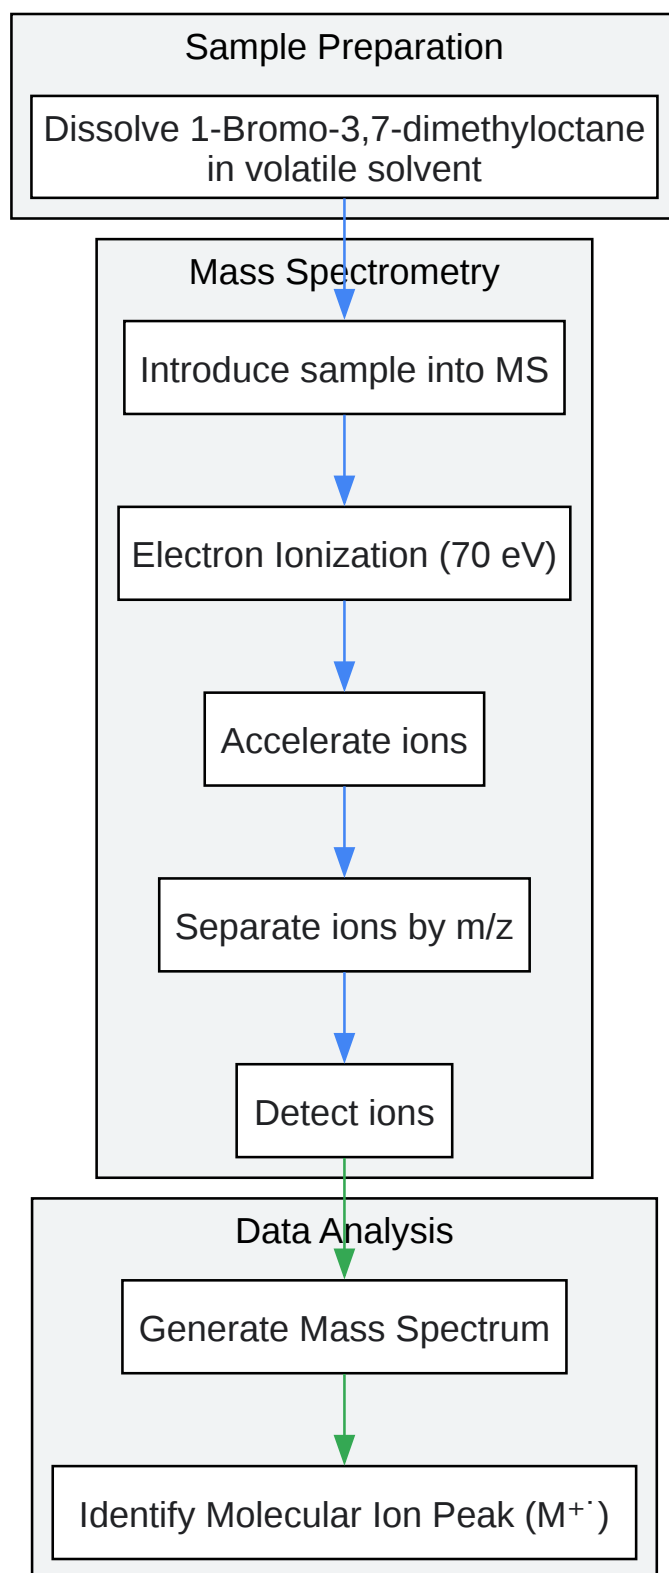 Sample Preparation
Dissolve 1-Bromo-3,7-dimethyloctane
in volatile solvent
Mass Spectrometry
Introduce sample into MS
Electron Ionization (70 eV)
Accelerate ions
Separate ions by m/z
Detect ions
Data Analysis
Generate Mass Spectrum
Identify Molecular Ion Peak (M⁺˙)